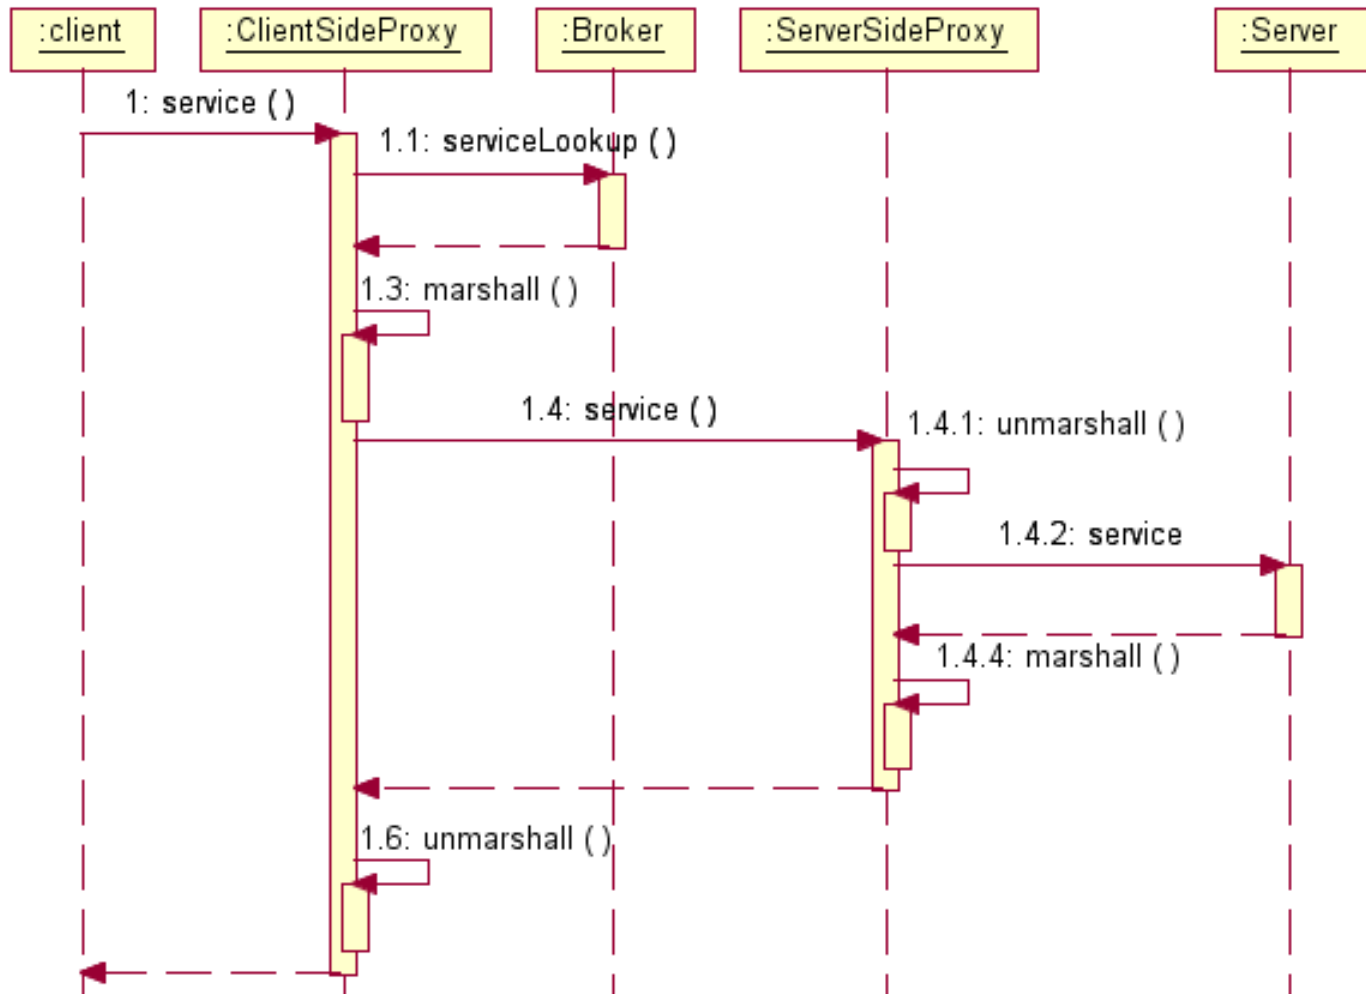 :client :ClientSideProxy :Broker :ServerSideProxy :Server
1: service ( )
1.1: serviceLookup ( )
1.3: marshall ( )
1.4: service ( )
1.4.1: unmarshall ( )
1.4.2: service
1.4.4: marshall ( )
1.6: unmarshall ( )